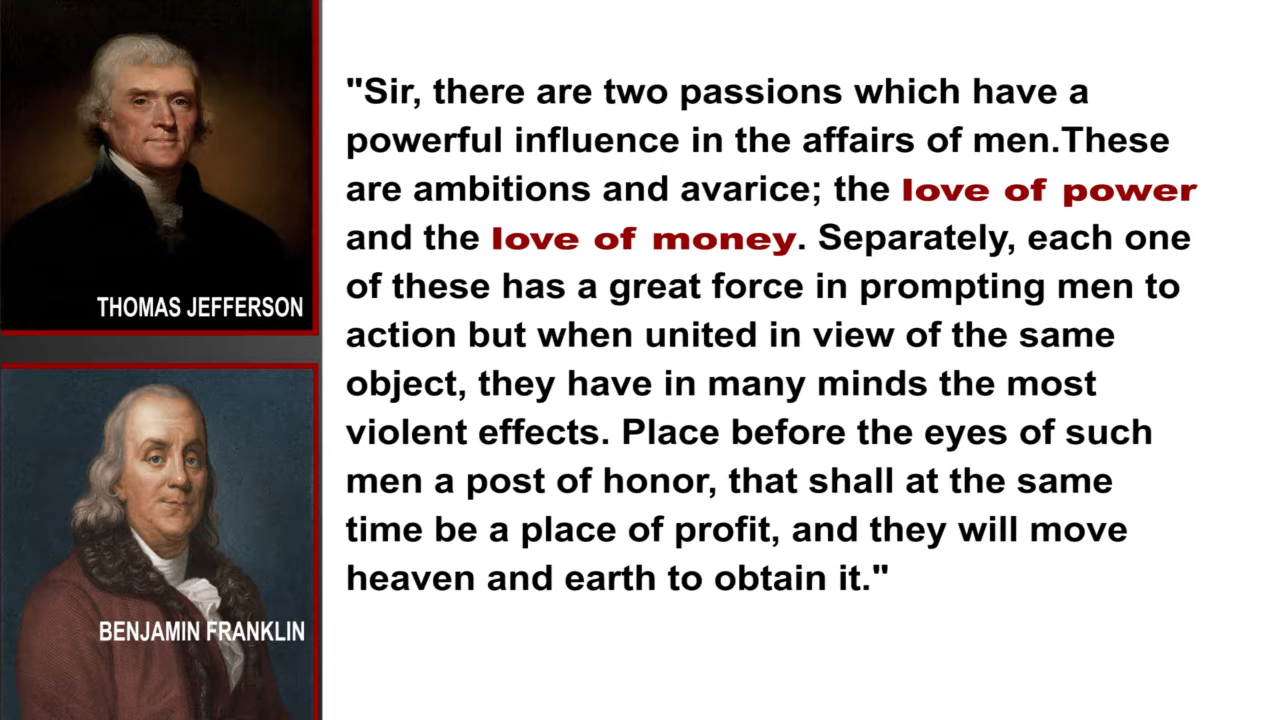 THOMAS JEFFERSON
BENJAMIN FRANKLIN
"Sir, there are two passions which have a
powerful influence in the affairs of men.These
are ambitions and avarice; the love of power
and the love of money. Separately, each one
of these has a great force in prompting men to
action but when united in view of the same
object, they have in many minds the most
violent effects. Place before the eyes of such
men a post of honor, that shall at the same
time be a place of profit, and they will move
heaven and earth to obtain it."